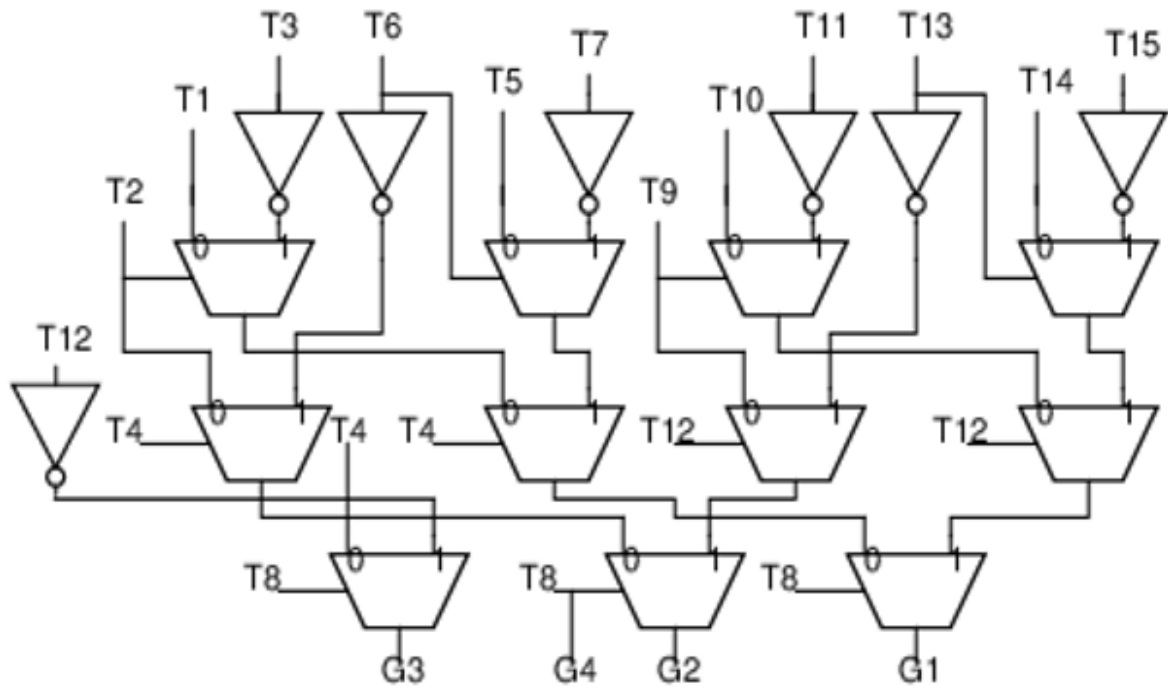 T3 T6 T11 T13
T7 T15
T1 T5 T10 T14
T2 T9
0 1 0 1 0 1 0 1
T12
0 1 0 1 0 1 0 1
T4 T4 T4 T12 T12
0 1 0 1 0 1
T8 T8 T8
G3 G4 G2 G1